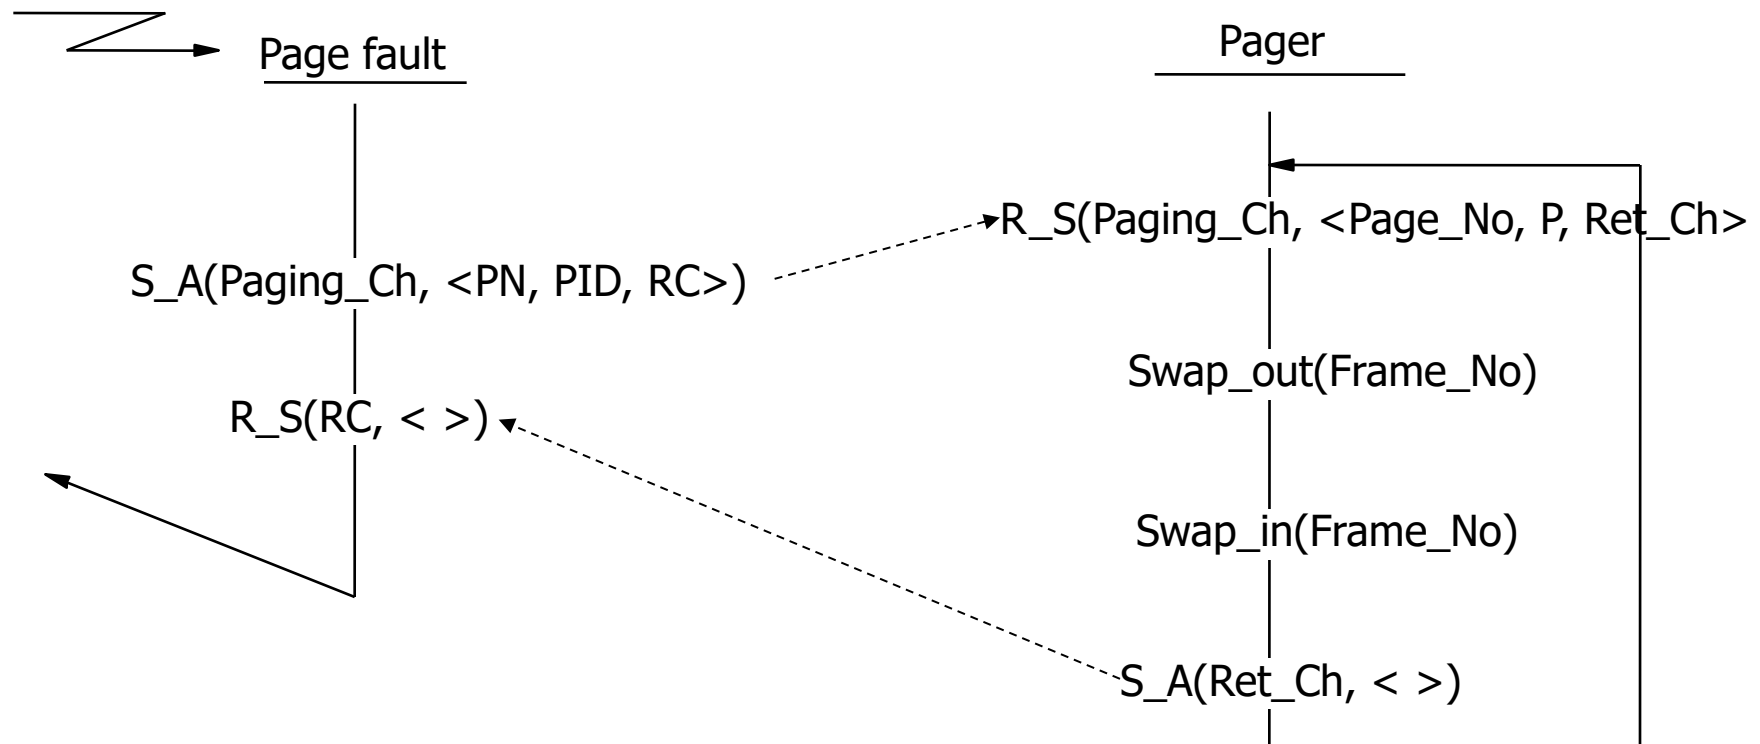 Page fault
Pager
R_S(Paging_Ch, <Page_No, P, Ret_Ch>
S_A(Paging_Ch, <PN, PID, RC>)
Swap_out(Frame_No)
R_S(RC, < >)
Swap_in(Frame_No)
S_A(Ret_Ch, < >)